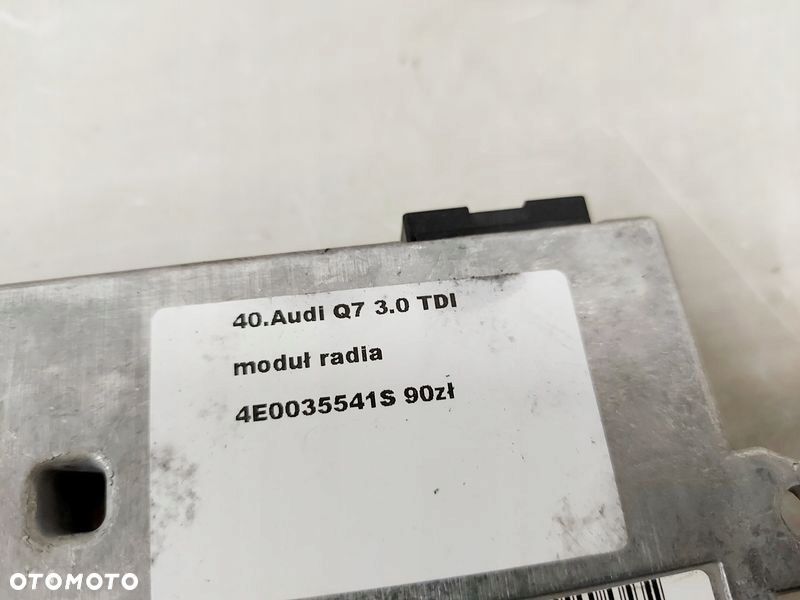 40.Audi Q7 3.0 TDI
moduł radia
4E0035541S 90zł
OTOMOTO